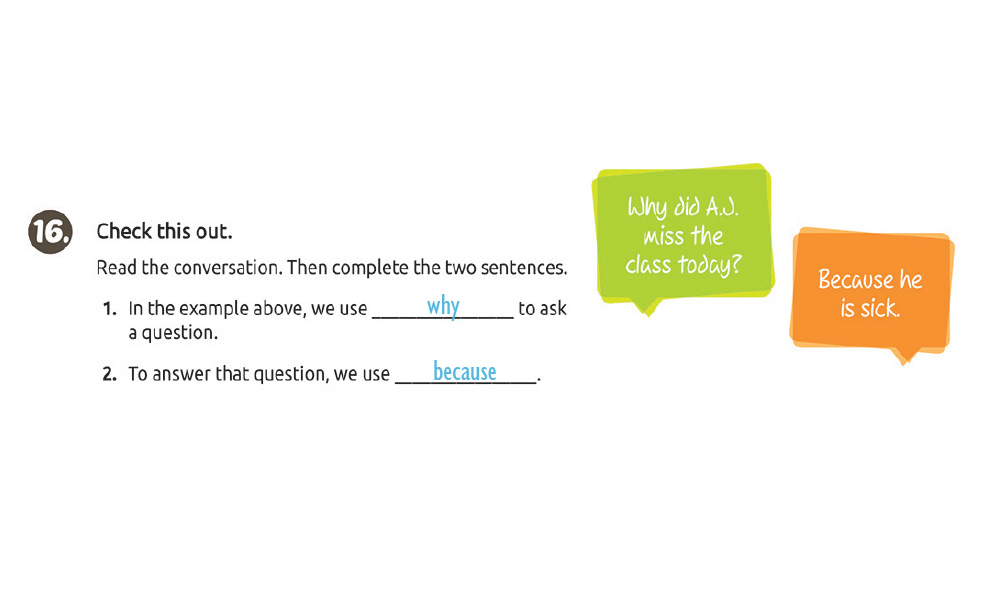 16. Check this out.
Read the conversation. Then complete the two sentences.
1. In the example above, we use why to ask
a question.
2. To answer that question, we use because.
Why did A.J.
miss the
class today?
Because he
is sick.